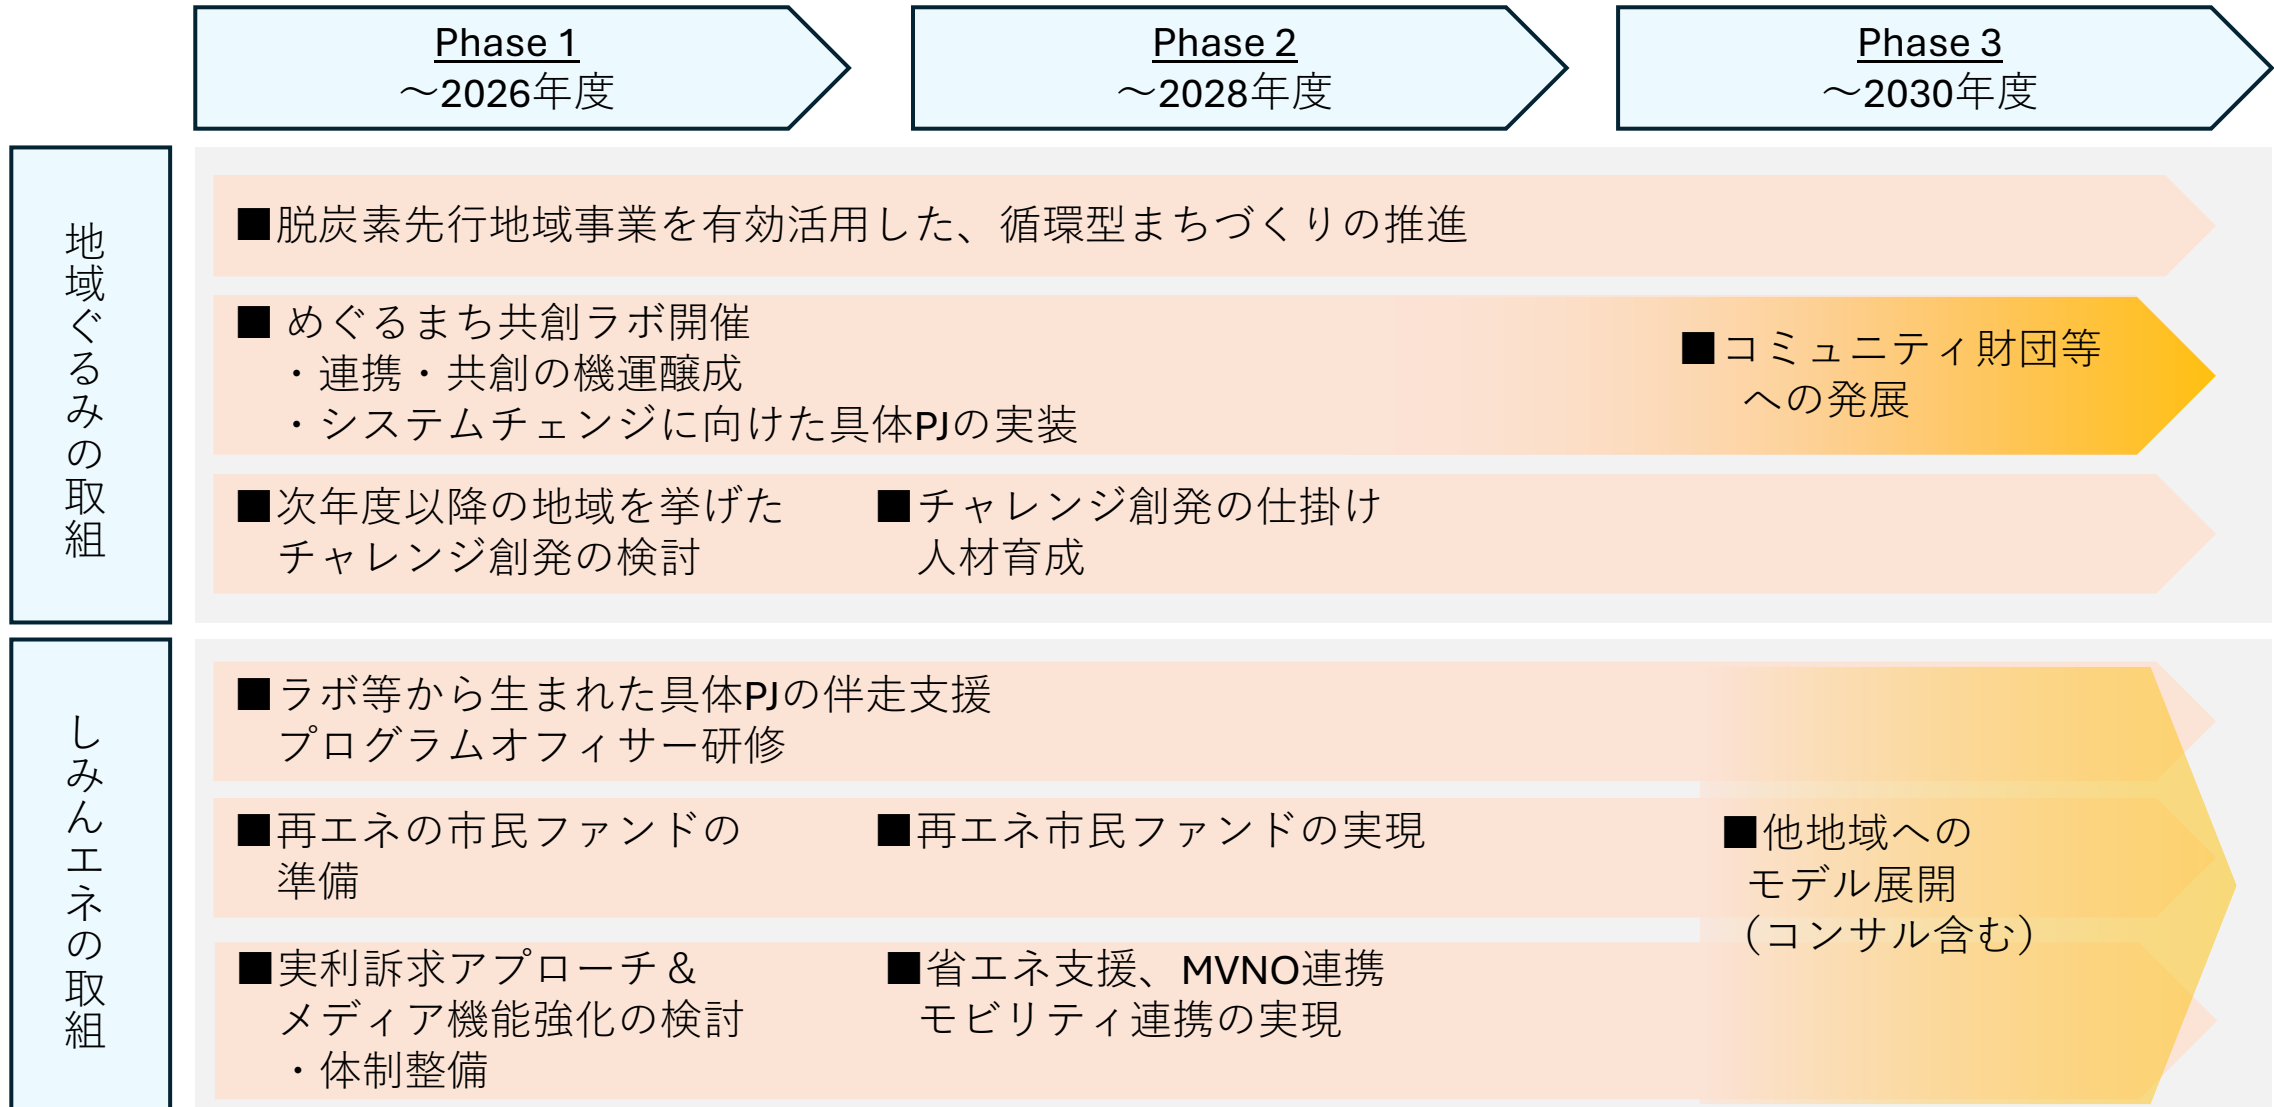 Phase 1
～2026年度
Phase 2
～2028年度
Phase 3
～2030年度
地域ぐるみの取組
■脱炭素先行地域事業を有効活用した、循環型まちづくりの推進
■ めぐるまち共創ラボ開催
・連携・共創の機運醸成
・システムチェンジに向けた具体PJの実装
■コミュニティ財団等
への発展
■次年度以降の地域を挙げた
チャレンジ創発の検討
■チャレンジ創発の仕掛け
人材育成
しみんエネの取組
■ラボ等から生まれた具体PJの伴走支援
プログラムオフィサー研修
■再エネの市民ファンドの
準備
■再エネ市民ファンドの実現
■他地域への
モデル展開
（コンサル含む）
■実利訴求アプローチ＆
メディア機能強化の検討
・体制整備
■省エネ支援、MVNO連携
モビリティ連携の実現